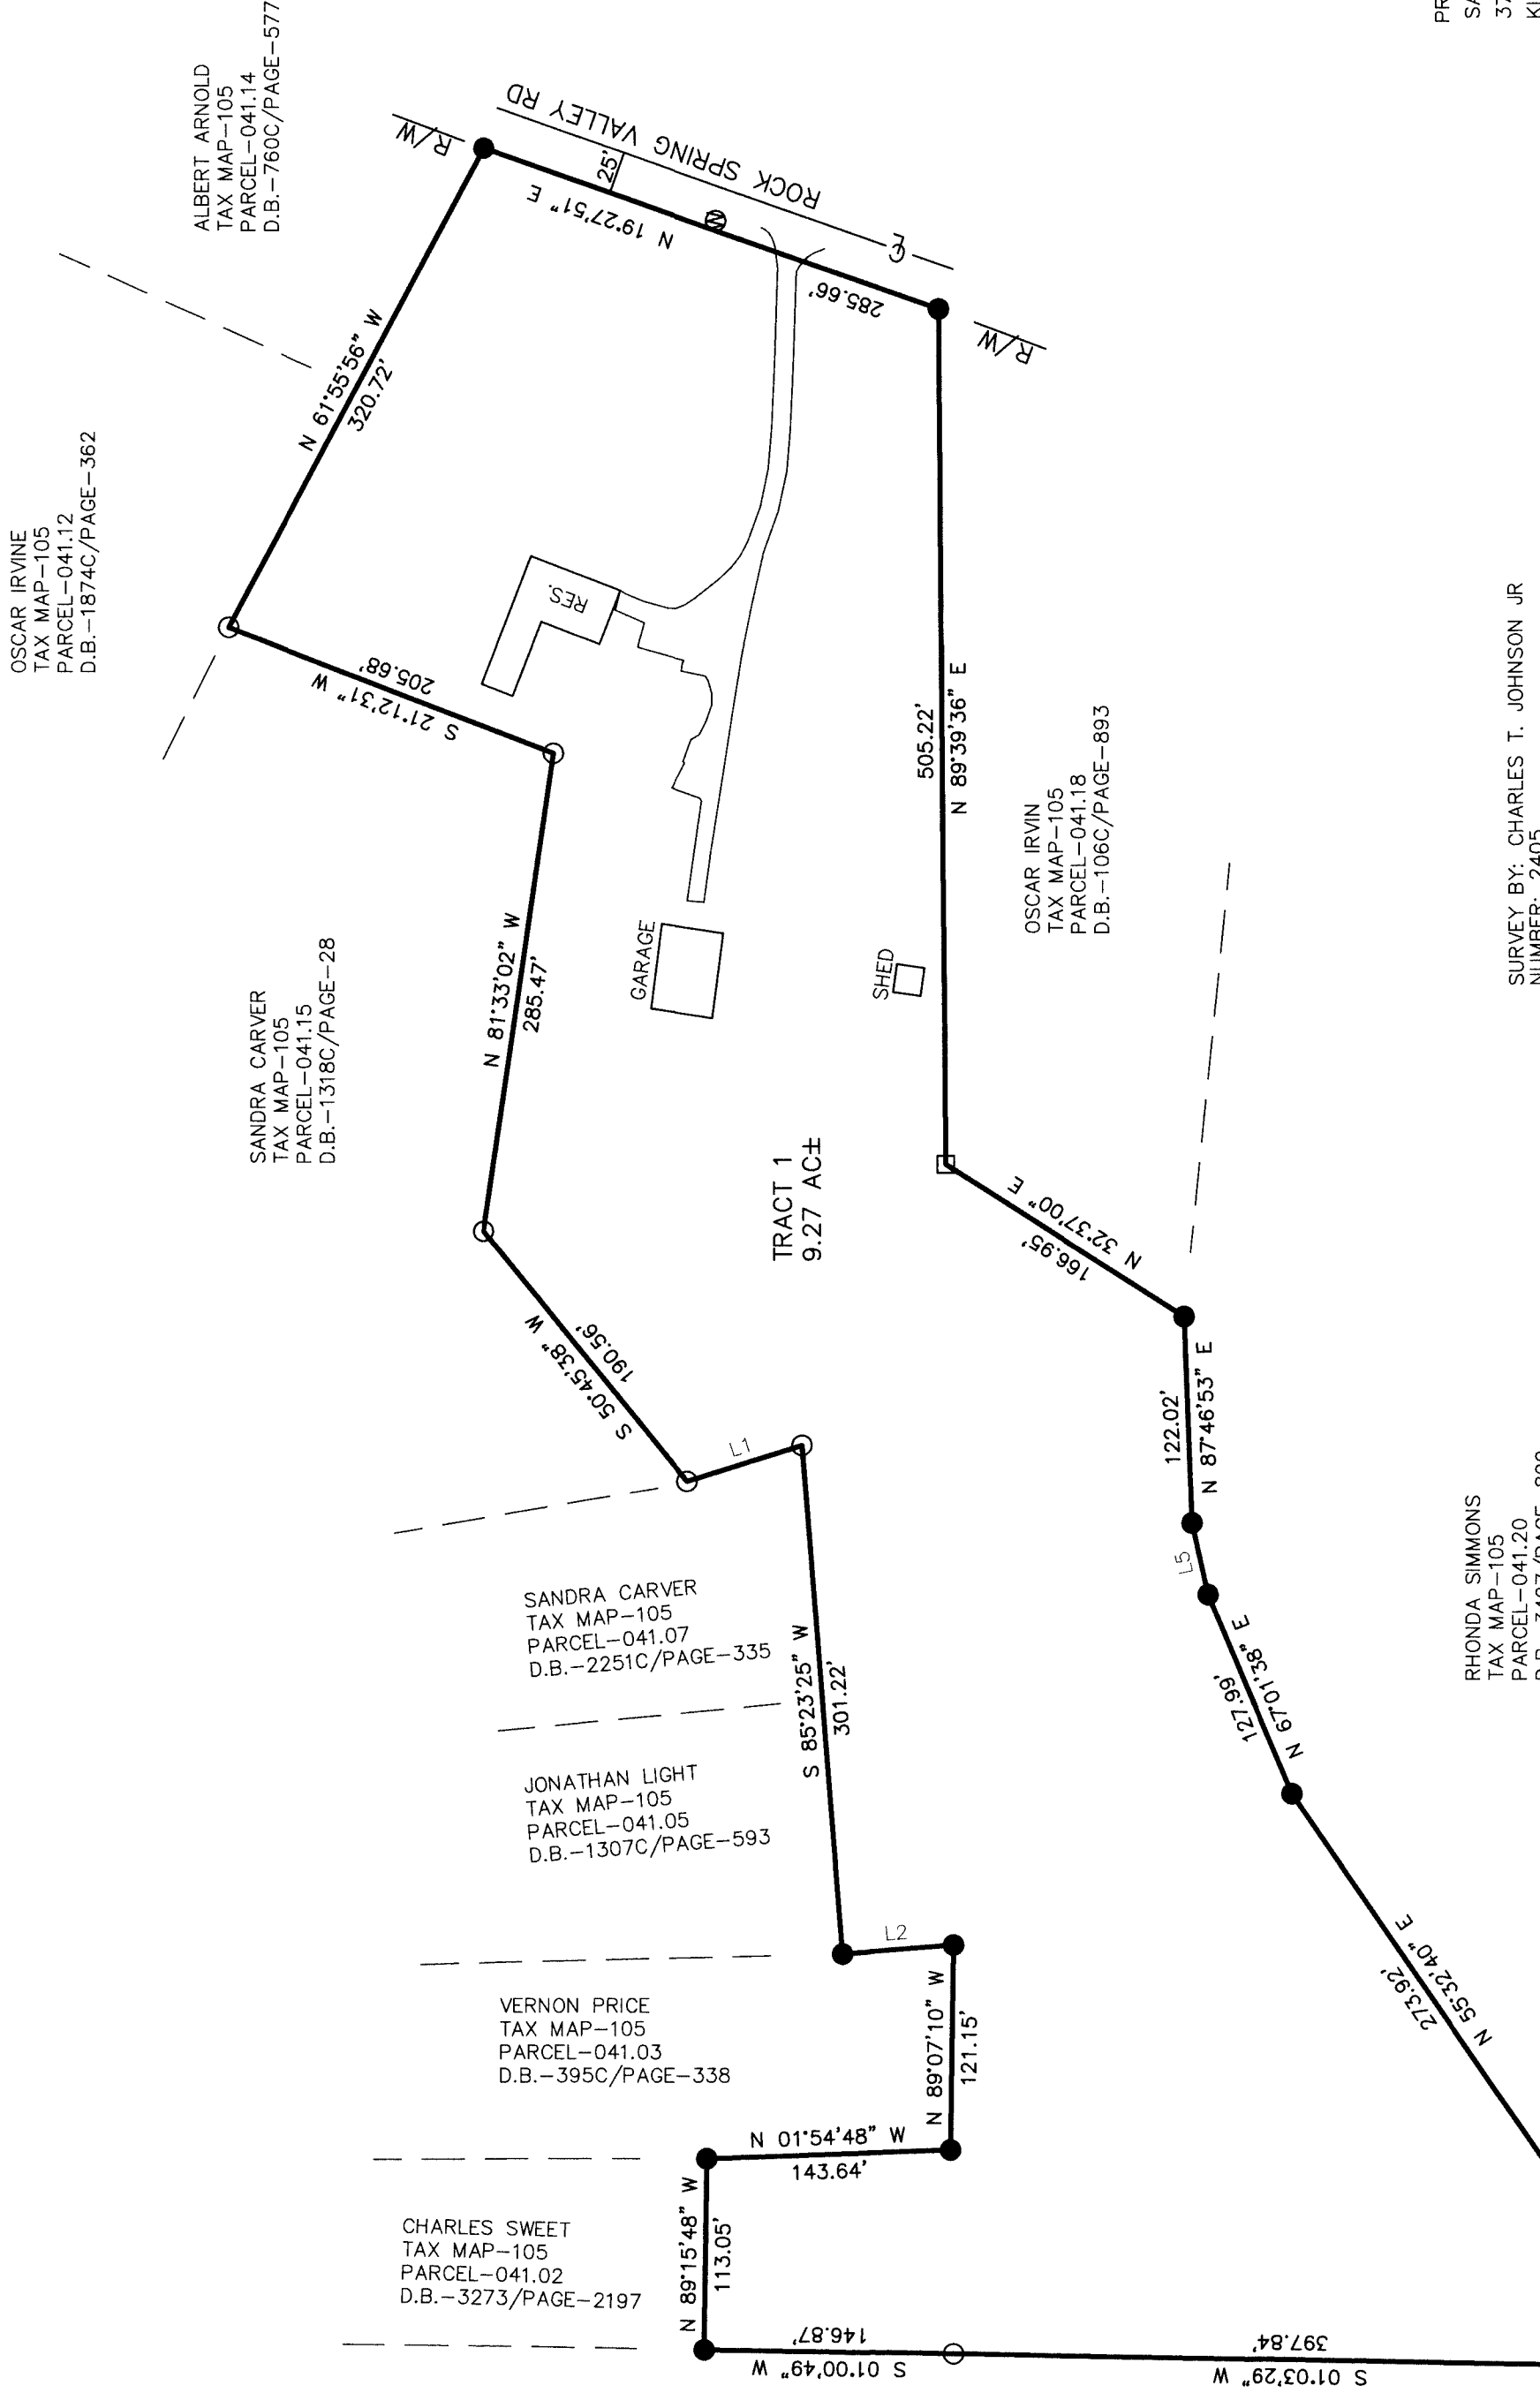 ALBERT ARNOLD
TAX MAP-105
PARCEL-041.14
D.B.-760C/PAGE-577
OSCAR IRVINE
TAX MAP-105
PARCEL-041.12
D.B.-1874C/PAGE-362
R/W
ROCK SPRING VALLEY RD
25'
N 19°27'51" E
285.66'
W
R/W
N 61°55'56" W
320.72'
S 21°12'31" W
205.68'
RES.
SANDRA CARVER
TAX MAP-105
PARCEL-041.15
D.B.-1318C/PAGE-28
N 81°33'02" W
285.47'
GARAGE
SHED
505.22'
N 89°39'36" E
OSCAR IRVIN
TAX MAP-105
PARCEL-041.18
D.B.-106C/PAGE-893
TRACT 1
9.27 AC±
S 50°45'38" W
190.56'
N 32°37'00" E
166.95'
L1
122.02'
N 87°46'53" E
L5
SANDRA CARVER
TAX MAP-105
PARCEL-041.07
D.B.-2251C/PAGE-335
S 85°23'25" W
301.22'
127.99'
N 67°01'38" E
JONATHAN LIGHT
TAX MAP-105
PARCEL-041.05
D.B.-1307C/PAGE-593
L2
VERNON PRICE
TAX MAP-105
PARCEL-041.03
D.B.-395C/PAGE-338
N 89°07'10" W
121.15'
273.92'
N 55°32'40" E
N 01°54'48" W
143.64'
CHARLES SWEET
TAX MAP-105
PARCEL-041.02
D.B.-3273/PAGE-2197
N 89°15'48" W
113.05'
146.87'
S 01°00'49" W
397.84'
S 01°03'29" W
RHONDA SIMMONS
TAX MAP-105
PARCEL-041.20
SURVEY BY: CHARLES T. JOHNSON JR
NUMBER: 2405